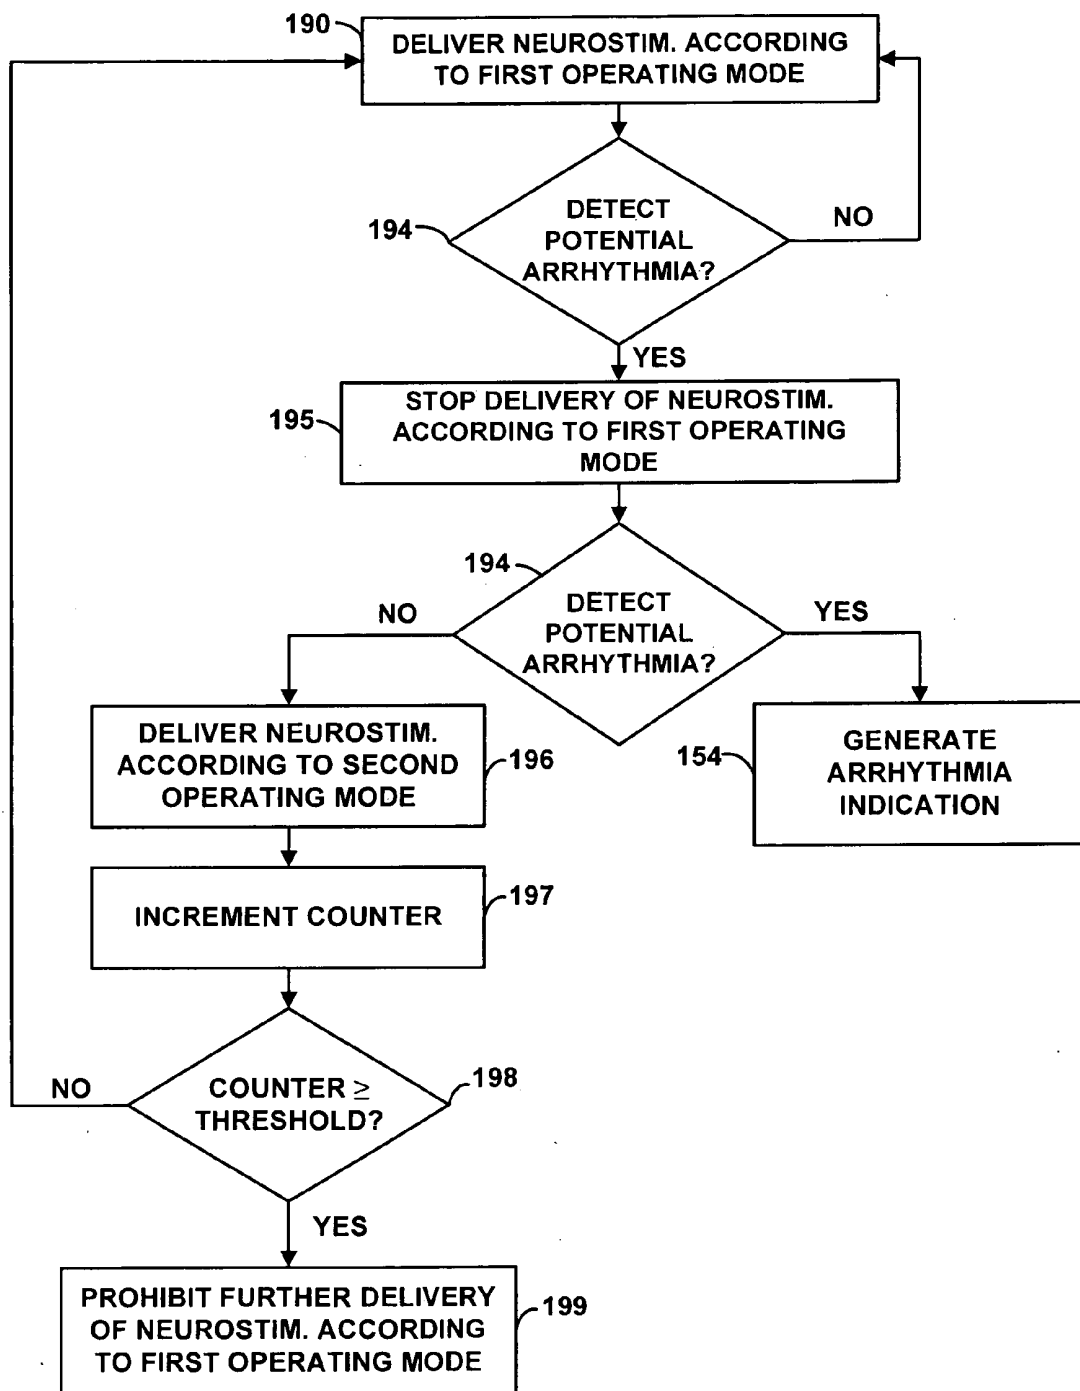 190
DELIVER NEUROSTIM. ACCORDING
TO FIRST OPERATING MODE
194
DETECT
POTENTIAL
ARRHYTHMIA?
NO
YES
195
STOP DELIVERY OF NEUROSTIM.
ACCORDING TO FIRST OPERATING
MODE
194
DETECT
POTENTIAL
ARRHYTHMIA?
NO
YES
DELIVER NEUROSTIM.
ACCORDING TO SECOND
OPERATING MODE
196
154
GENERATE
ARRHYTHMIA
INDICATION
INCREMENT COUNTER
197
COUNTER ≥
THRESHOLD?
198
NO
YES
PROHIBIT FURTHER DELIVERY
OF NEUROSTIM. ACCORDING
TO FIRST OPERATING MODE
199